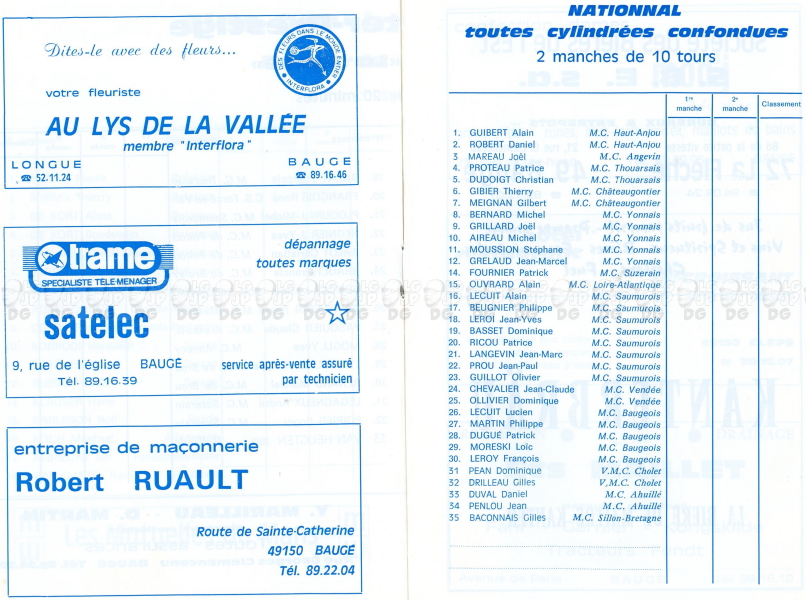 Dites-le avec des fleurs...
DES FLEURS DANS LE MONDE ENTIER
INTERFLORA
votre fleuriste
AU LYS DE LA VALLÉE
membre "Interflora"
LONGUE BAUGE
☎ 52.11.24 ☎ 89.16.46
trame
SPECIALISTE TELE-MENAGER
dépannage
toutes marques
satelec
9, rue de l'église BAUGÉ
Tél. 89.16.39
service après-vente assuré
par technicien
entreprise de maçonnerie
Robert RUAULT
Route de Sainte-Catherine
49150 BAUGÉ
Tél. 89.22.04
NATIONNAL
toutes cylindrées confondues
2 manches de 10 tours
1re manche 2e manche Classement
1. GUIBERT Alain M.C. Haut-Anjou
2. ROBERT Daniel M.C. Haut-Anjou
3 MAREAU Joël M.C. Angevin
4. PROTEAU Patrice M.C. Thouarsais
5. DUDOIGT Christian M.C. Thouarsais
6. GIBIER Thierry M.C. Châteaugontier
7. MEIGNAN Gilbert M.C. Châteaugontier
8. BERNARD Michel M.C. Yonnais
9. GRILLARD Joël M.C. Yonnais
10. AIREAU Michel M.C. Yonnais
11. MOUSSION Stéphane M.C. Yonnais
12. GRELAUD Jean-Marcel M.C. Yonnais
14. FOURNIER Patrick M.C. Suzerain
15. OUVRARD Alain M.C. Loire-Atlantique
16. LECUIT Alain M.C. Saumurois
17. BEUGNIER Philippe M.C. Saumurois
18. LEROI Jean-Yves M.C. Saumurois
19. BASSET Dominique M.C. Saumurois
20. RICOU Patrice M.C. Saumurois
21. LANGEVIN Jean-Marc M.C. Saumurois
22. PROU Jean-Paul M.C. Saumurois
23. GUILLOT Olivier M.C. Saumurois
24. CHEVALIER Jean-Claude M.C. Vendée
25. OLLIVIER Dominique M.C. Vendée
26. LECUIT Lucien M.C. Baugeois
27. MARTIN Philippe M.C. Baugeois
28. DUGUÉ Patrick M.C. Baugeois
29. MORESKI Loïc M.C. Baugeois
30. LEROY François M.C. Baugeois
31 PEAN Dominique V.M.C. Cholet
32 DRILLEAU Gilles V,M.C. Cholet
33 DUVAL Daniel M.C. Ahuillé
34 PENLOU Jean M.C. Ahuillé
35 BACONNAIS Gilles M.C. Sillon-Bretagne